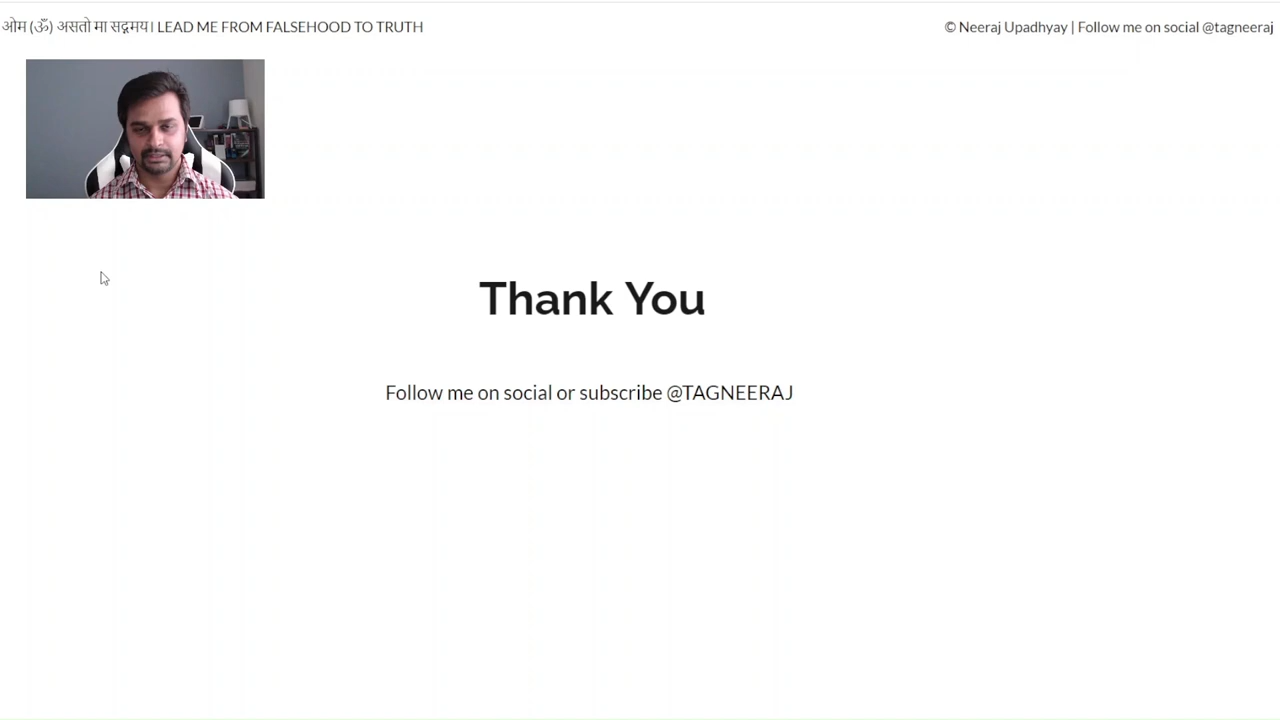 ओम (ॐ) असतो मा सद्गमय। LEAD ME FROM FALSEHOOD TO TRUTH
© Neeraj Upadhyay | Follow me on social @tagneeraj
Thank You
Follow me on social or subscribe @TAGNEERAJ